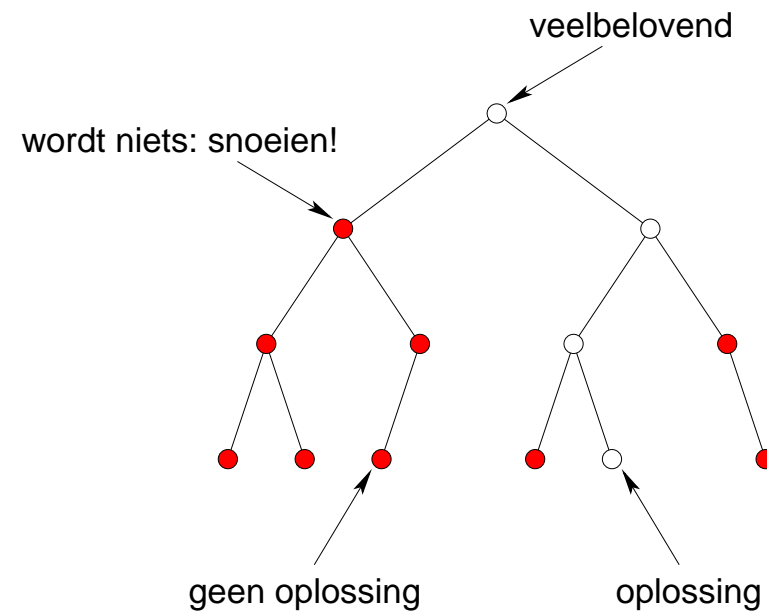 veelbelovend
wordt niets: snoeien!
geen oplossing
oplossing